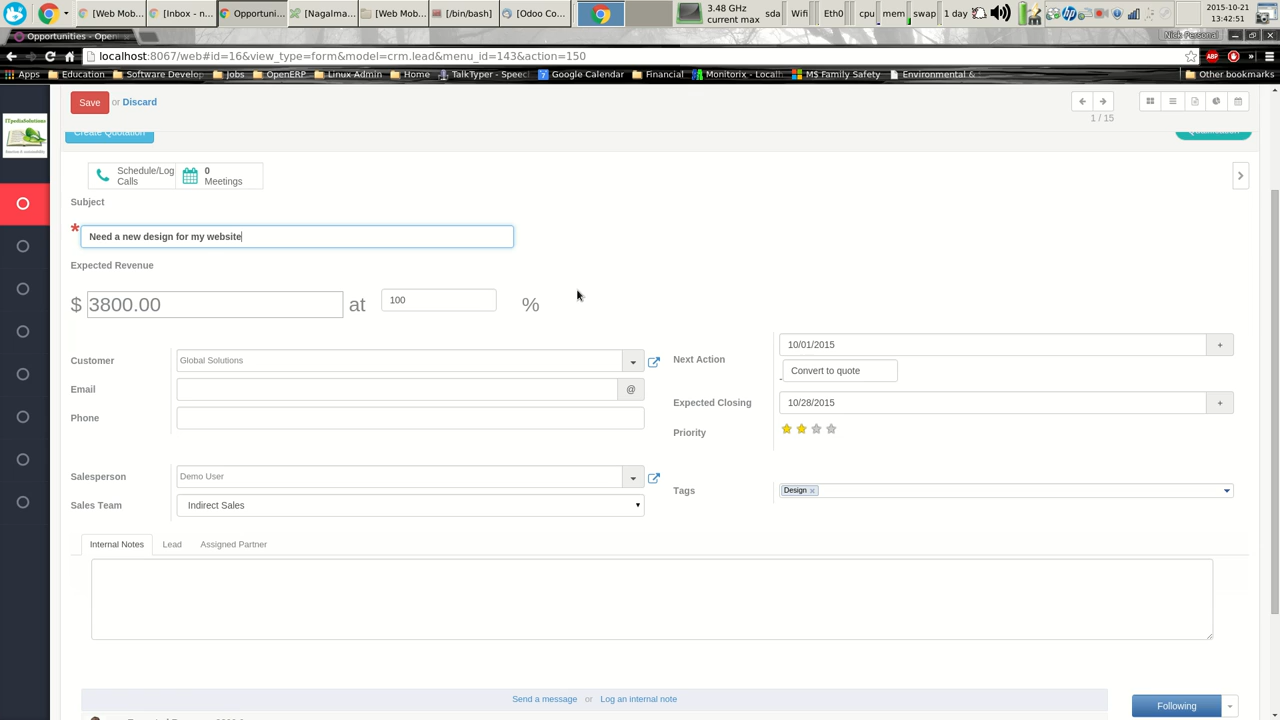 [Web Mob
[Inbox - n...
Opportuni...
[Nagalma...
[Web Mob...
[/bin/bash]
[Odoo Co...
3.48 GHz
current max
sda
Wifi
Eth0
cpu
mem
swap
1 day
2015-10-21
13:42:51
Opportunities - Open
Nick Personal
localhost:8067/web#id=16&view_type=form&model=crm.lead&menu_id=143&action=150
Apps
Education
Software Develop
Jobs
OpenERP
Linux Admin
Home
TalkTyper - Speec
Google Calendar
Financial
Monitorix - Localh
MS Family Safety
Environmental &
Other bookmarks
ITpediaSolutions
Save or Discard
1 / 15
Create Quotation
Qualification
Schedule/Log
Calls
0
Meetings
Subject
* Need a new design for my website
Expected Revenue
$ 3800.00 at 100 %
Customer
Global Solutions
Email
@
Phone
Next Action
10/01/2015
+
Convert to quote
Expected Closing
10/28/2015
+
Priority
Salesperson
Demo User
Sales Team
Indirect Sales
Tags
Design
Internal Notes
Lead
Assigned Partner
Send a message or Log an internal note
Following